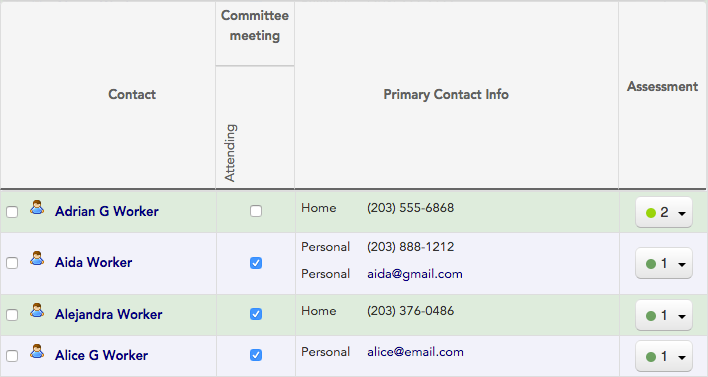 Committee
meeting
Contact
Attending
Primary Contact Info
Assessment
Adrian G Worker
Home (203) 555-6868
2
Aida Worker
Personal (203) 888-1212
Personal aida@gmail.com
1
Alejandra Worker
Home (203) 376-0486
1
Alice G Worker
Personal alice@email.com
1